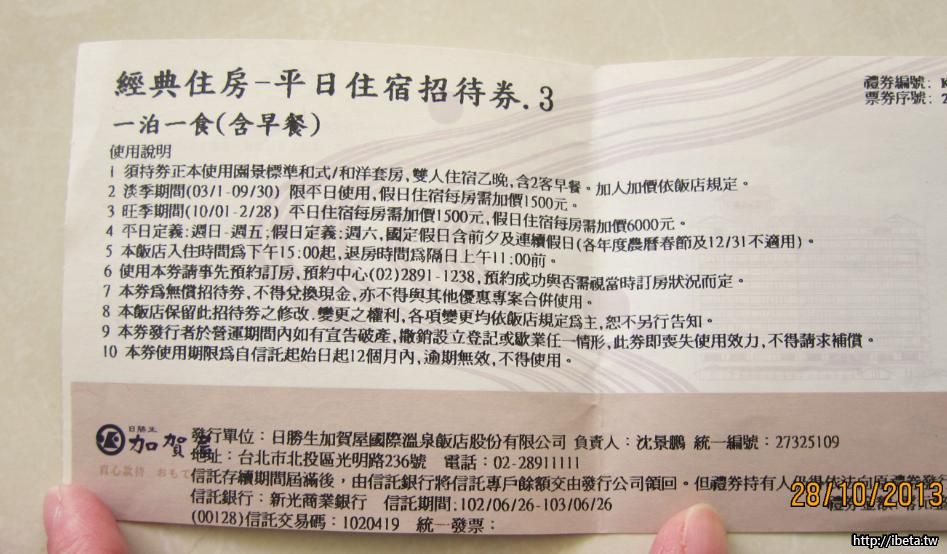 經典住房-平日住宿招待券.3
一泊一食(含早餐)
禮券編號: K
票券序號: 2
使用說明
1 須持券正本使用園景標準和式/和洋套房,雙人住宿乙晚,含2客早餐。加人加價依飯店規定。
2 淡季期間(03/1-09/30) 限平日使用,假日住宿每房需加價1500元。
3 旺季期間(10/01-2/28) 平日住宿每房需加價1500元,假日住宿每房需加價6000元。
4 平日定義:週日-週五;假日定義:週六,國定假日含前夕及連續假日(各年度農曆春節及12/31不適用)。
5 本飯店入住時間為下午15:00起,退房時間為隔日上午11:00前。
6 使用本券請事先預約訂房,預約中心(02)2891-1238,預約成功與否需視當時訂房狀況而定。
7 本券為無償招待券,不得兌換現金,亦不得與其他優惠專案合併使用。
8 本飯店保留此招待券之修改.變更之權利,各項變更均依飯店規定為主,恕不另行告知。
9 本券發行者於營運期間內如有宣告破產,撤銷設立登記或歇業任一情形,此券即喪失使用效力,不得請求補償。
10 本券使用期限為自信託起始日起12個月內,逾期無效,不得使用。
日勝生
加賀屋
發行單位:日勝生加賀屋國際溫泉飯店股份有限公司 負責人:沈景鵬 統一編號:27325109
地址:台北市北投區光明路236號 電話:02-28911111
真心款待 おもて
信託存續期間屆滿後,由信託銀行將信託專戶餘額交由發行公司領回。但禮券持有人仍得依法向
信託銀行:新光商業銀行 信託期間:102/06/26-103/06/26
(00128)信託交易碼:1020419 統一發票:
28/10/2013
http://ibeta.tw